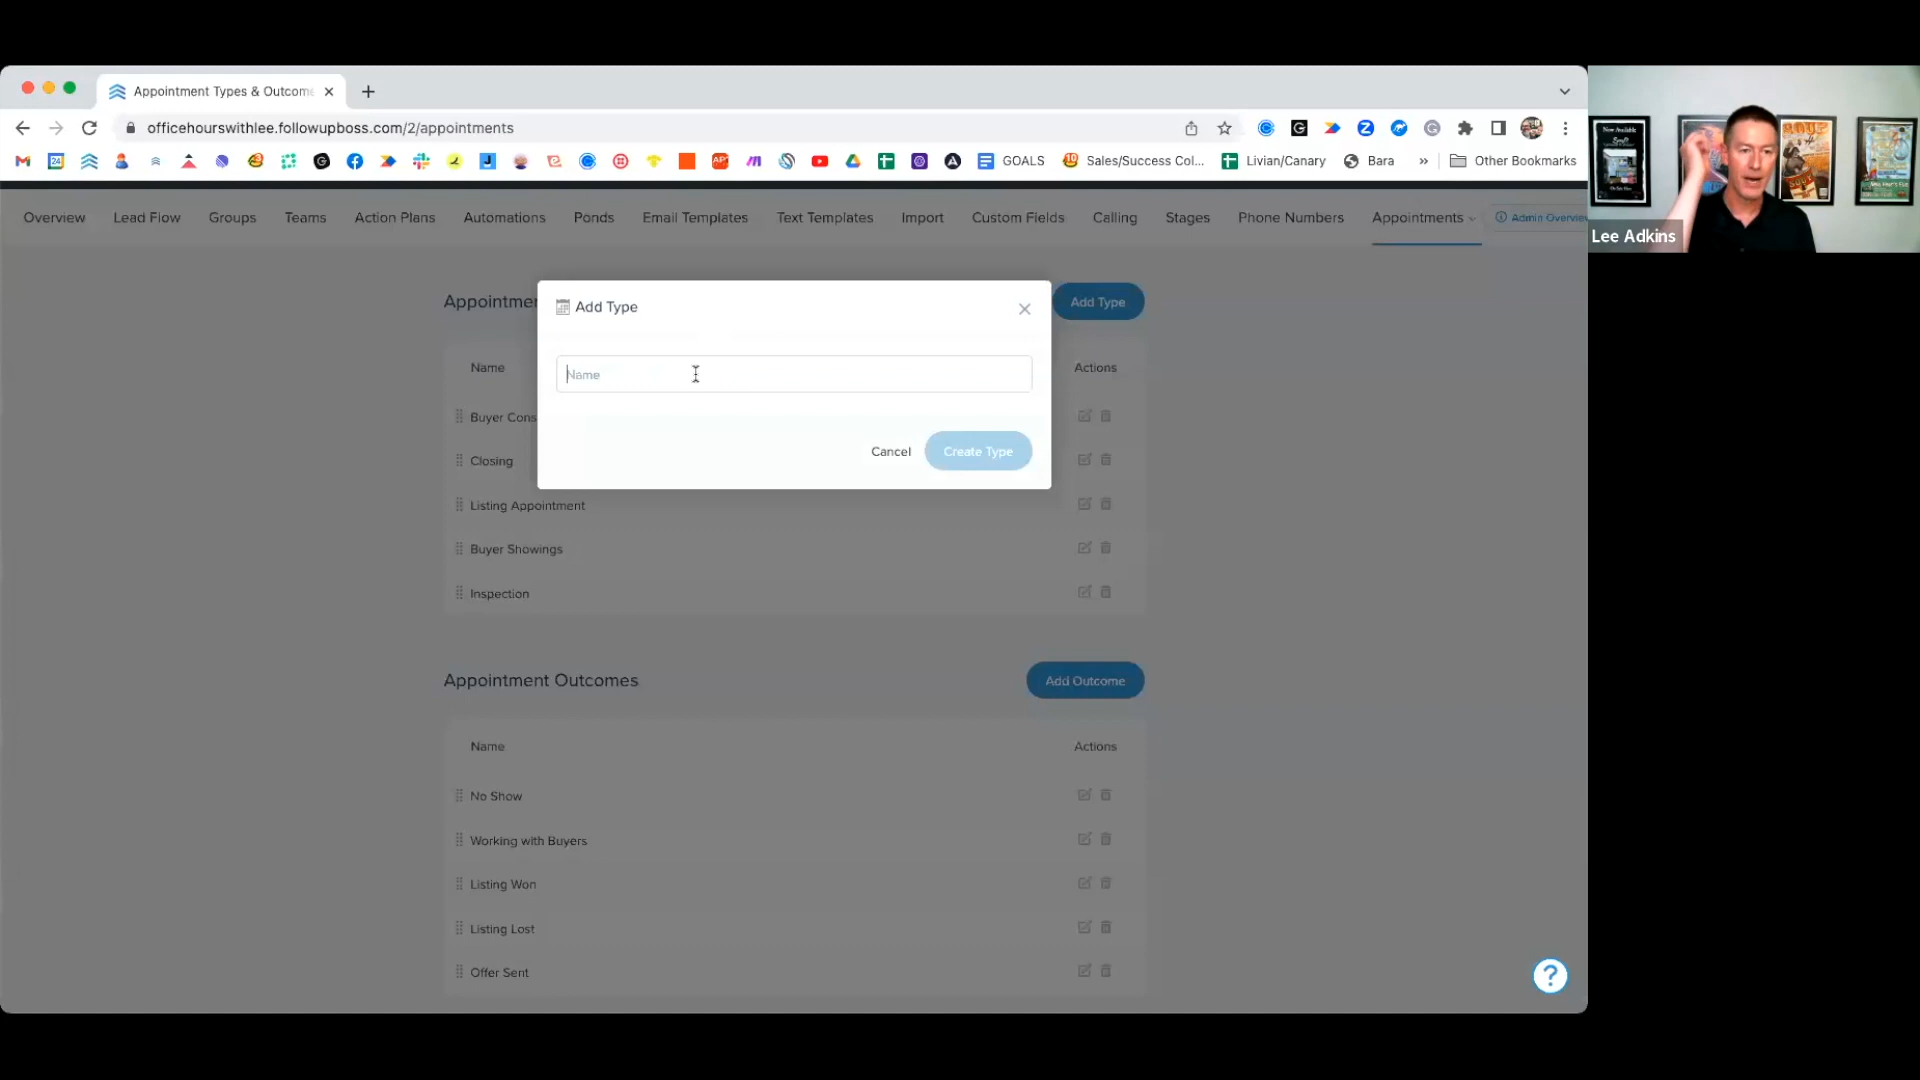 Appointment Types & Outcome
officehourswithlee.followupboss.com/2/appointments
GOALS
Sales/Success Col...
Livian/Canary
Bara
Other Bookmarks
Overview
Lead Flow
Groups
Teams
Action Plans
Automations
Ponds
Email Templates
Text Templates
Import
Custom Fields
Calling
Stages
Phone Numbers
Appointments
Admin Overview
Lee Adkins
Appointmen
Add Type
Add Type
Name
Name
Actions
Buyer Cons
Cancel
Create Type
Closing
Listing Appointment
Buyer Showings
Inspection
Appointment Outcomes
Add Outcome
Name
Actions
No Show
Working with Buyers
Listing Won
Listing Lost
Offer Sent